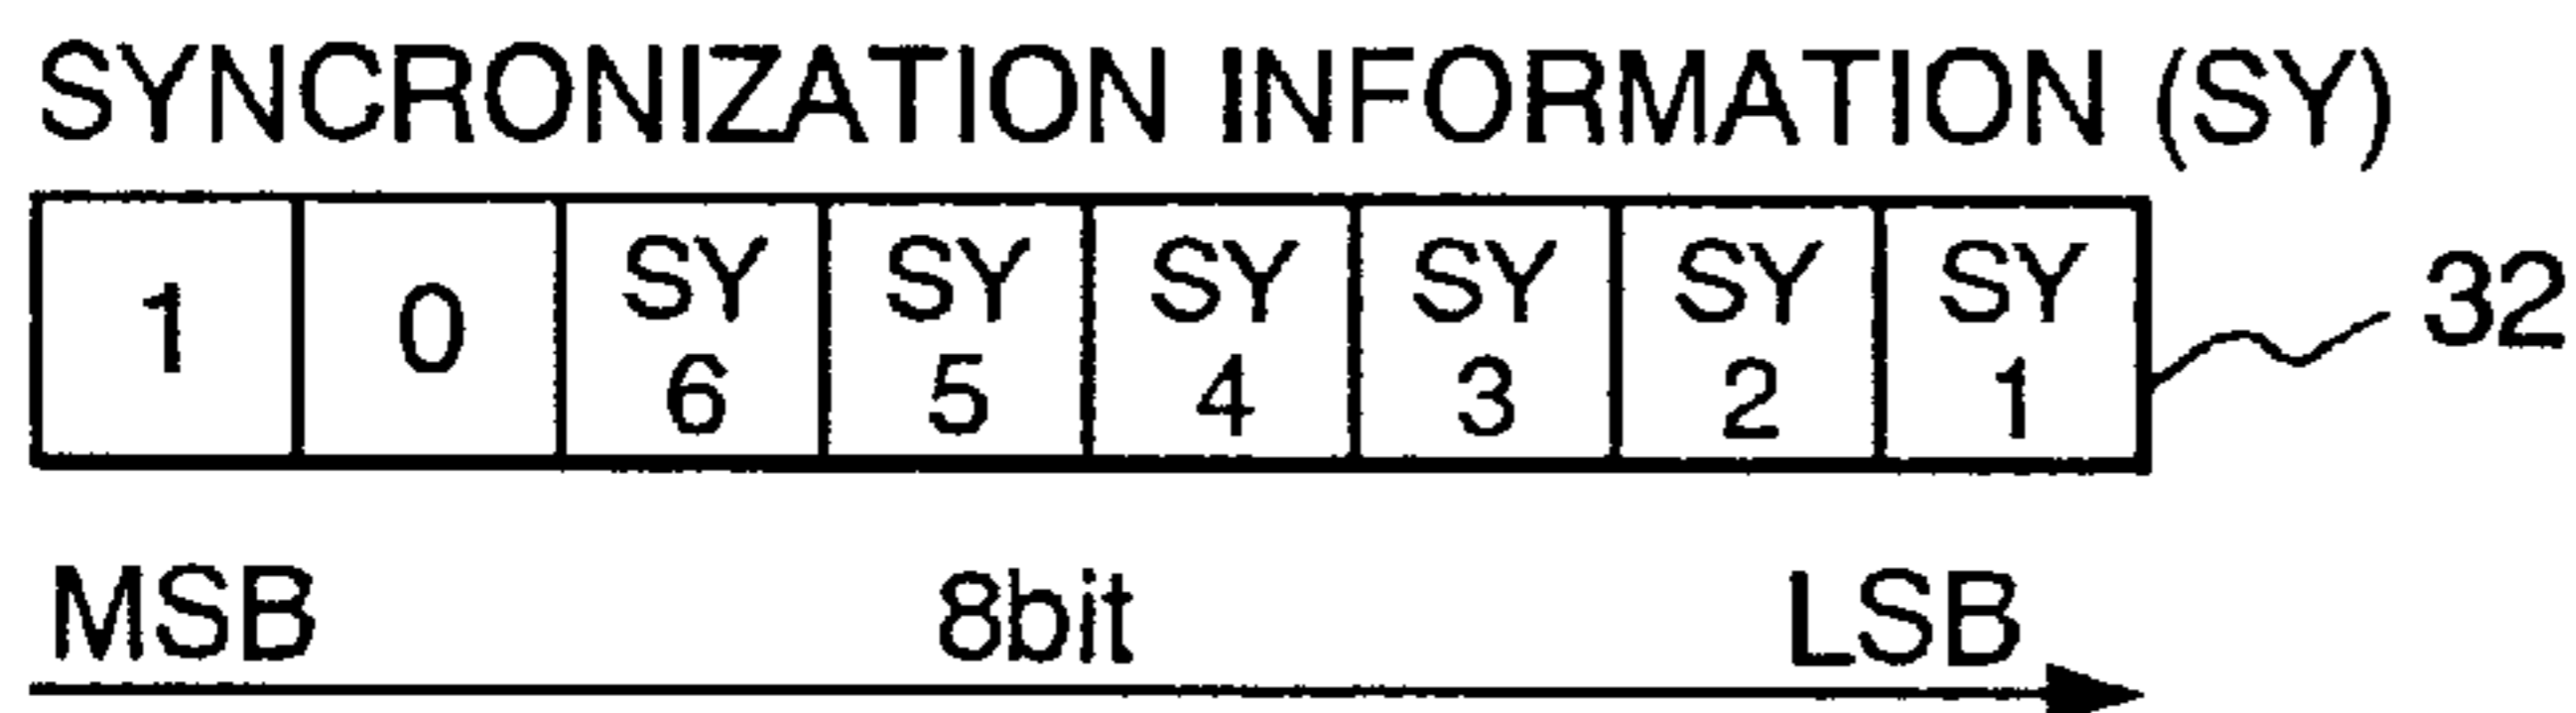 SYNCRONIZATION INFORMATION (SY)
1 0 SY 6 SY 5 SY 4 SY 3 SY 2 SY 1 32
MSB 8bit LSB